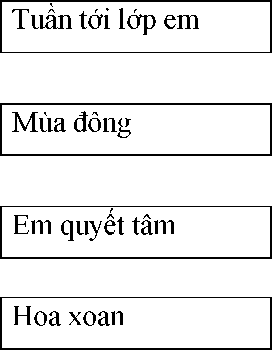 Tuần tới lớp em
Mùa đông
Em quyết tâm
Hoa xoan